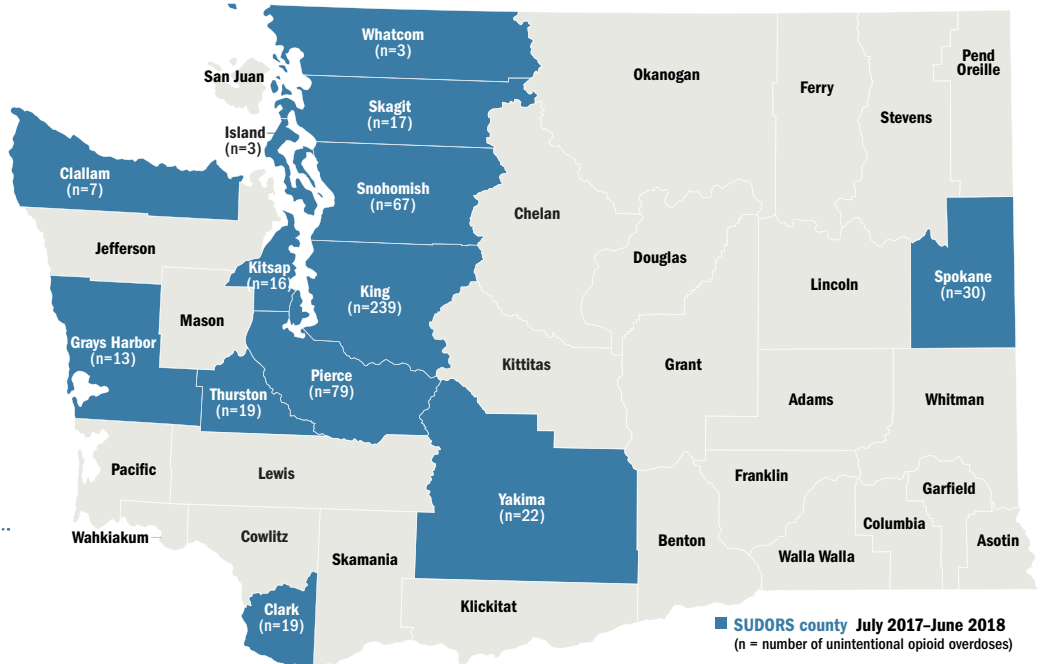 Whatcom
(n=3)
San Juan
Okanogan
Ferry
Pend
Oreille
Stevens
Skagit
(n=17)
Island
(n=3)
Clallam
(n=7)
Snohomish
(n=67)
Chelan
Jefferson
Douglas
Kitsap
(n=16)
King
(n=239)
Lincoln
Spokane
(n=30)
Mason
Grays Harbor
(n=13)
Kittitas
Grant
Pierce
(n=79)
Thurston
(n=19)
Adams
Whitman
Pacific
Lewis
Franklin
Garfield
Yakima
(n=22)
Wahkiakum
Cowlitz
Columbia
Benton
Asotin
Skamania
Walla Walla
Clark
(n=19)
Klickitat
SUDORS county July 2017–June 2018
(n = number of unintentional opioid overdoses)